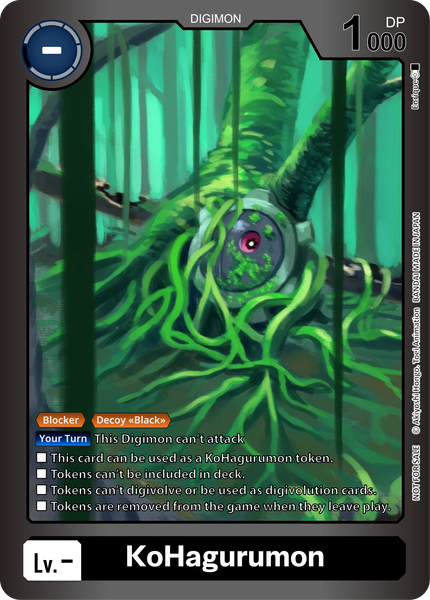 DIGIMON
-
1000
DP
Enrique
© Akiyoshi Hongo, Toei Animation BANDAI MADE IN JAPAN
NOT FOR SALE
Blocker Decoy «Black»
Your Turn This Digimon can't attack
This card can be used as a KoHagurumon token.
Tokens can't be included in deck.
Tokens can't digivolve or be used as digivolution cards.
Tokens are removed from the game when they leave play.
Lv.-
KoHagurumon